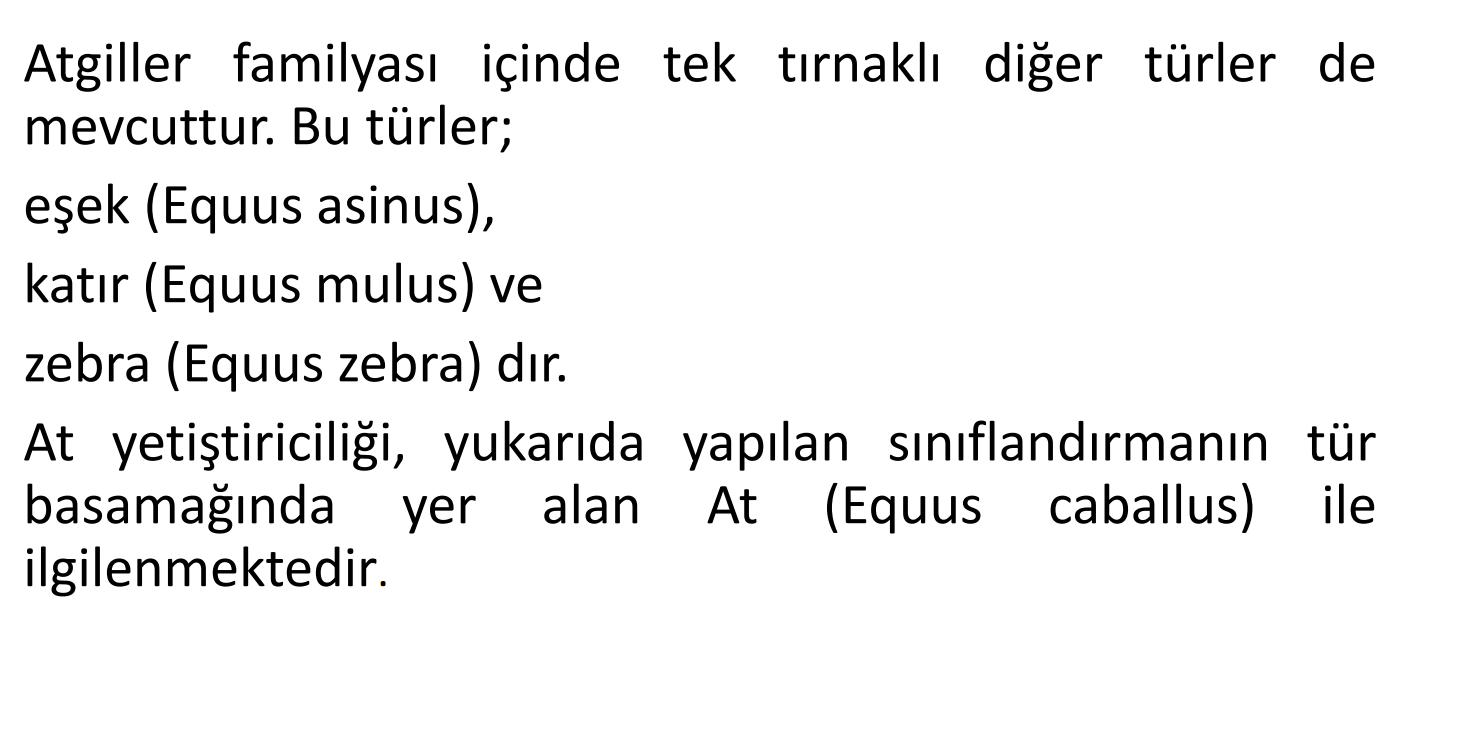 Atgiller familyası içinde tek tırnaklı diğer türler de
mevcuttur. Bu türler;
eşek (Equus asinus),
katır (Equus mulus) ve
zebra (Equus zebra) dır.
At yetiştiriciliği, yukarıda yapılan sınıflandırmanın tür
basamağında yer alan At (Equus caballus) ile
ilgilenmektedir.